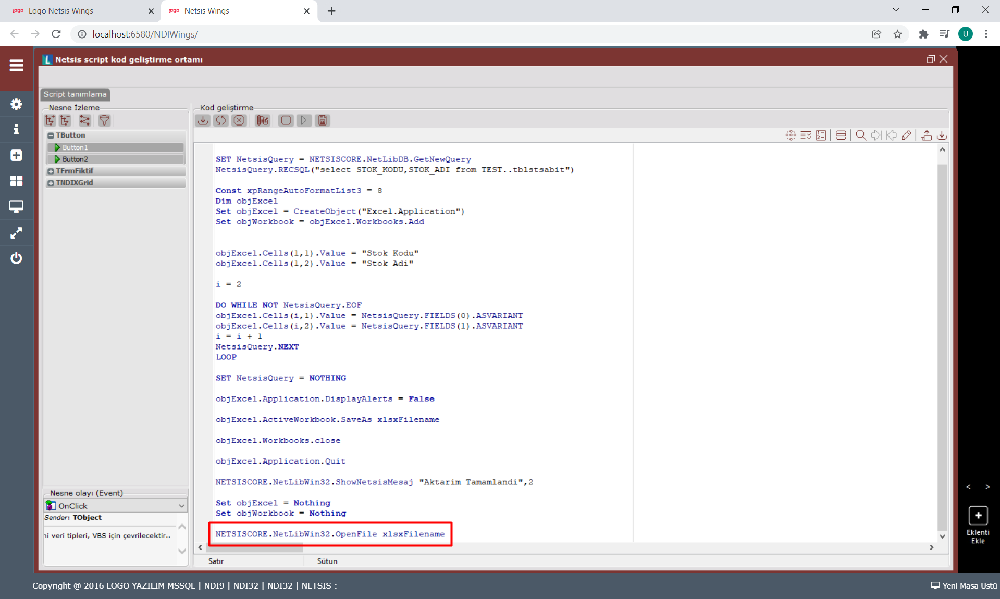 logo Logo Netsis Wings
logo Netsis Wings
localhost:6580/NDIWings/
U
L Netsis script kod geliştirme ortamı
Script tanımlama
Nesne İzleme
TButton
Button1
Button2
TFrmFiktif
TNDIXGrid
Kod geliştirme
SET NetsisQuery = NETSISCORE.NetLibDB.GetNewQuery
NetsisQuery.RECSQL("select STOK_KODU,STOK_ADI from TEST..tblstsabit")
Const xpRangeAutoFormatList3 = 8
Dim objExcel
Set objExcel = CreateObject("Excel.Application")
Set objWorkbook = objExcel.Workbooks.Add
objExcel.Cells(1,1).Value = "Stok Kodu"
objExcel.Cells(1,2).Value = "Stok Adi"
i = 2
DO WHILE NOT NetsisQuery.EOF
objExcel.Cells(i,1).Value = NetsisQuery.FIELDS(0).ASVARIANT
objExcel.Cells(i,2).Value = NetsisQuery.FIELDS(1).ASVARIANT
i = i + 1
NetsisQuery.NEXT
LOOP
SET NetsisQuery = NOTHING
objExcel.Application.DisplayAlerts = False
objExcel.ActiveWorkbook.SaveAs xlsxFilename
objExcel.Workbooks.close
objExcel.Application.Quit
NETSISCORE.NetLibWin32.ShowNetsisMesaj "Aktarim Tamamlandi",2
Set objExcel = Nothing
Set objWorkbook = Nothing
NETSISCORE.NetLibWin32.OpenFile xlsxFilename
Satır Sütun
Nesne olayı (Event)
OnClick
Sender: TObject
ni veri tipleri, VBS için çevrilecektir..
< >
Eklenti
Ekle
Copyright @ 2016 LOGO YAZILIM MSSQL | NDI9 | NDI32 | NDI32 | NETSIS :
Yeni Masa Üstü